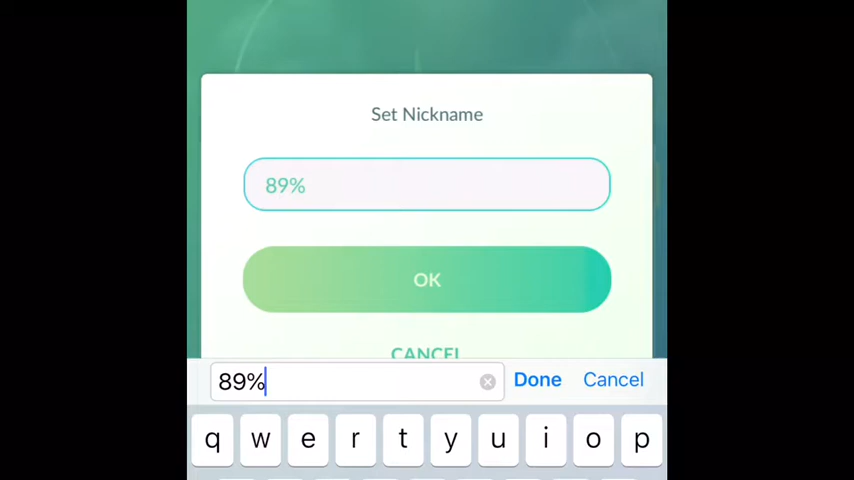 Set Nickname
89%
OK
CANCEL
89%
Done
Cancel
q w e r t y u i o p